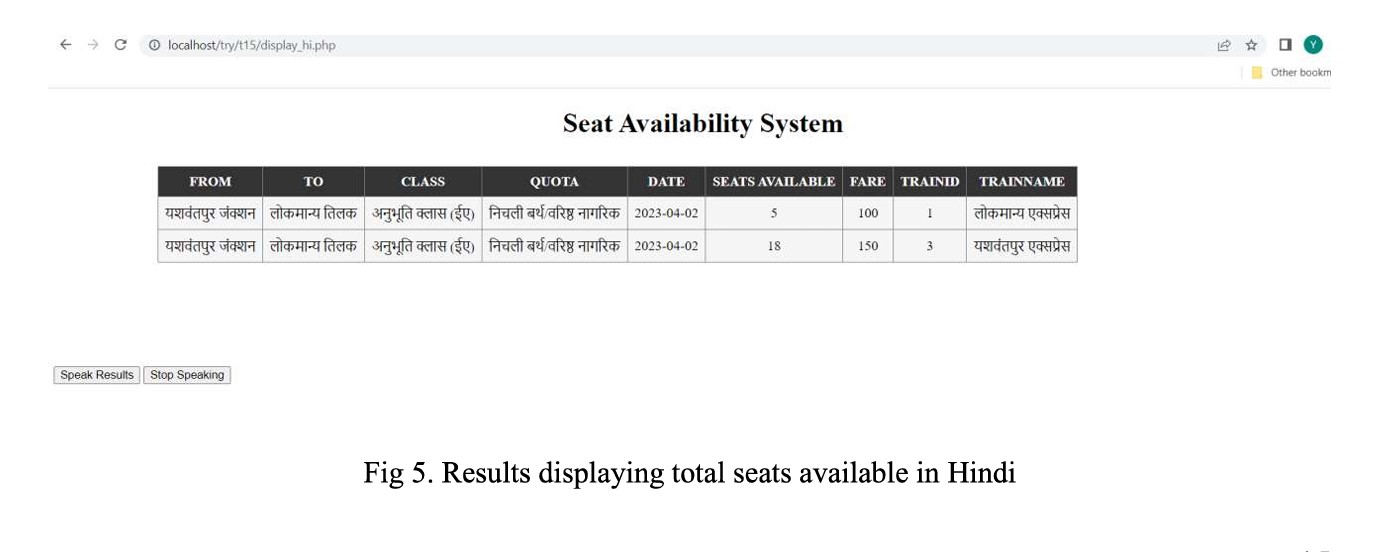 localhost/try/t15/display_hi.php
Y
Other bookm
Seat Availability System
FROM TO CLASS QUOTA DATE SEATS AVAILABLE FARE TRAINID TRAINNAME
यशवंतपुर जंक्शन लोकमान्य तिलक अनुभूति क्लास (ईए) निचली बर्थ/वरिष्ठ नागरिक 2023-04-02 5 100 1 लोकमान्य एक्सप्रेस
यशवंतपुर जंक्शन लोकमान्य तिलक अनुभूति क्लास (ईए) निचली बर्थ/वरिष्ठ नागरिक 2023-04-02 18 150 3 यशवंतपुर एक्सप्रेस
Speak Results Stop Speaking
Fig 5. Results displaying total seats available in Hindi